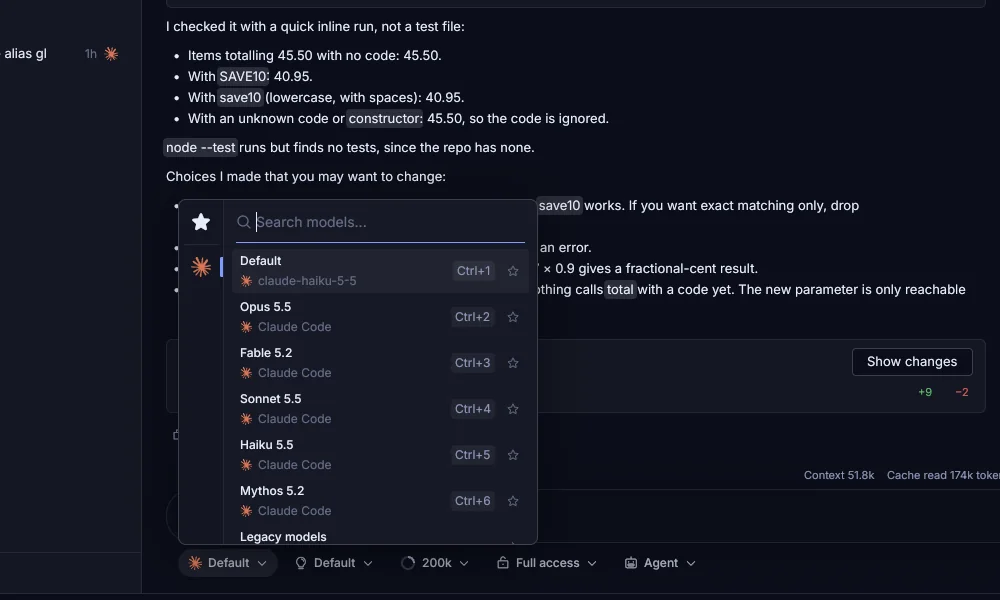 I checked it with a quick inline run, not a test file:
alias gl 1h
Items totalling 45.50 with no code: 45.50.
With SAVE10: 40.95.
With save10 (lowercase, with spaces): 40.95.
With an unknown code or constructor: 45.50, so the code is ignored.
node --test runs but finds no tests, since the repo has none.
Choices I made that you may want to change:
save10 works. If you want exact matching only, drop
an error.
× 0.9 gives a fractional-cent result.
thing calls total with a code yet. The new parameter is only reachable
Search models...
Default Ctrl+1
claude-haiku-5-5
Opus 5.5 Ctrl+2
Claude Code
Fable 5.2 Ctrl+3
Claude Code
Sonnet 5.5 Ctrl+4
Claude Code
Haiku 5.5 Ctrl+5
Claude Code
Mythos 5.2 Ctrl+6
Claude Code
Legacy models
Show changes
+9 −2
Context 51.8k Cache read 174k token
Default Default 200k Full access Agent